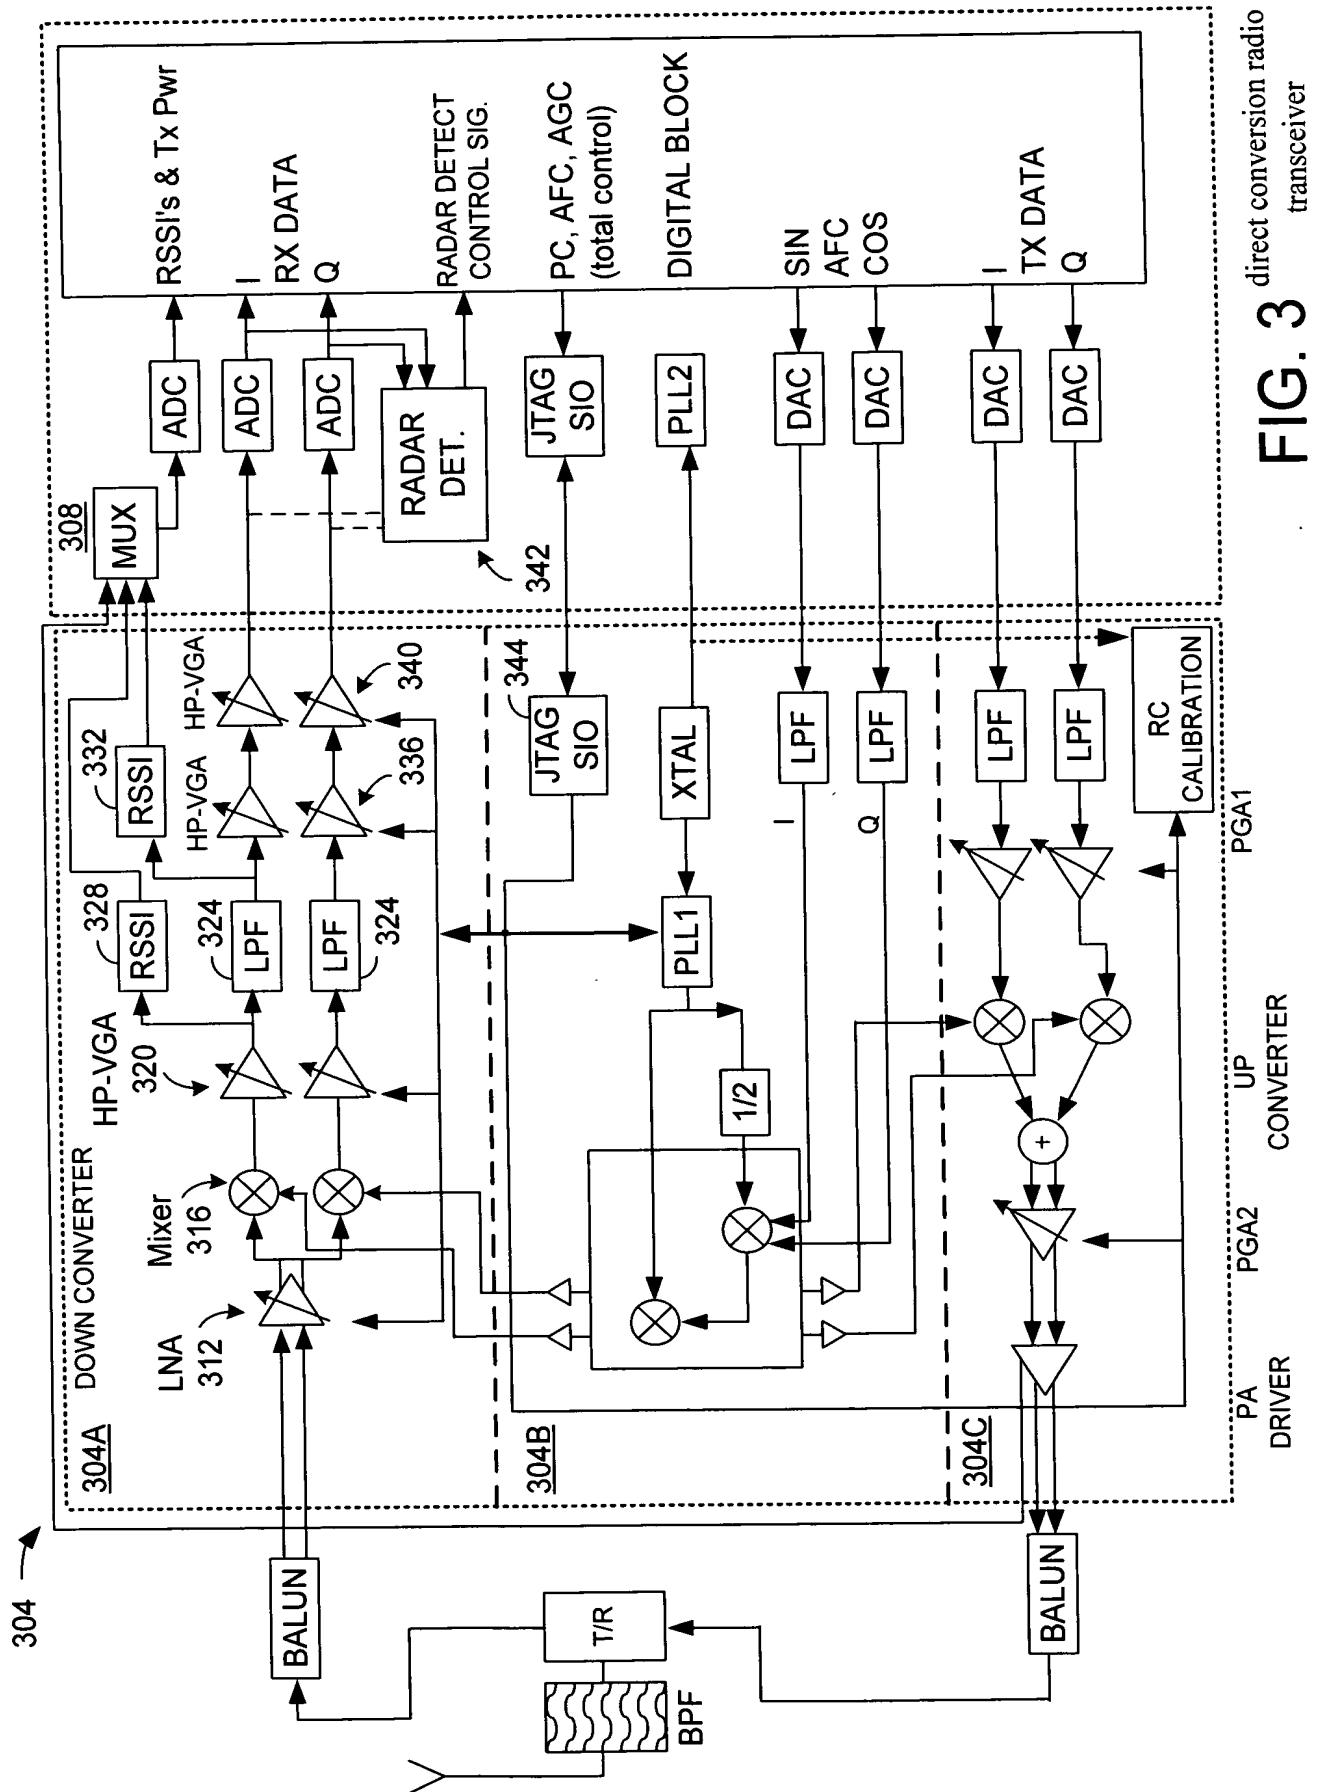 304
304A
DOWN CONVERTER
LNA
312
Mixer
316
HP-VGA
320
RSSI
328
LPF
324
LPF
324
RSSI
332
HP-VGA
HP-VGA
336
340
308
MUX
ADC
RSSI's & Tx Pwr
ADC
I
RX DATA
ADC
Q
RADAR
DET.
342
RADAR DETECT
CONTROL SIG.
BALUN
T/R
BPF
304B
JTAG
SIO
344
JTAG
SIO
PC, AFC, AGC
(total control)
PLL1
XTAL
PLL2
DIGITAL BLOCK
1/2
I
LPF
DAC
SIN
AFC
Q
LPF
DAC
COS
304C
LPF
DAC
I
TX DATA
LPF
DAC
Q
+
RC
CALIBRATION
BALUN
PA
DRIVER
PGA2
UP
CONVERTER
PGA1
FIG. 3
direct conversion radio
transceiver